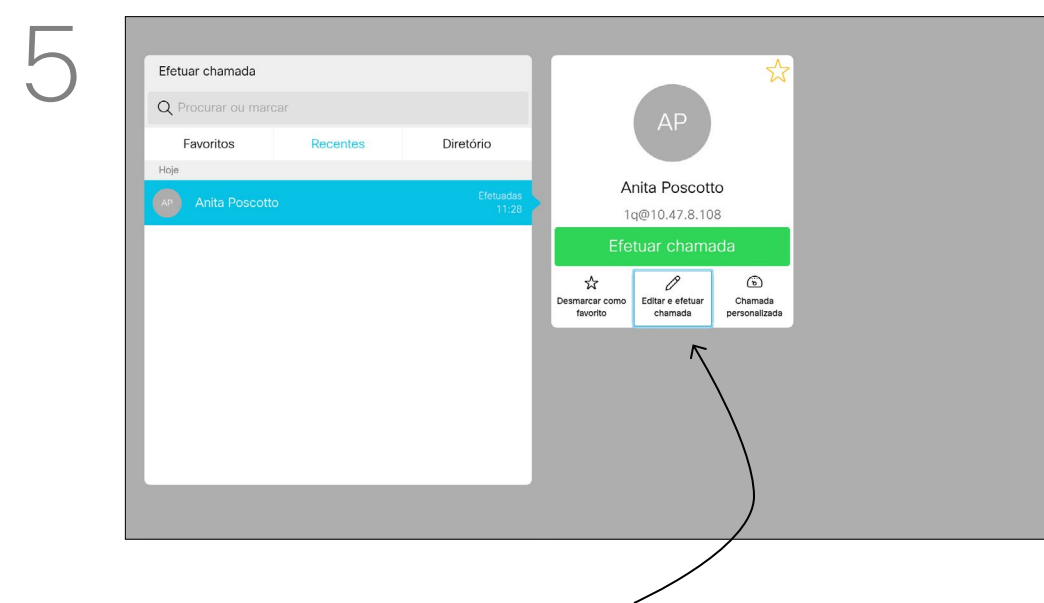 5
Efetuar chamada
Procurar ou marcar
Favoritos Recentes Diretório
Hoje
AP Anita Poscotto Efetuadas
11:28
AP
Anita Poscotto
1q@10.47.8.108
Efetuar chamada
Desmarcar como
favorito
Editar e efetuar
chamada
Chamada
personalizada